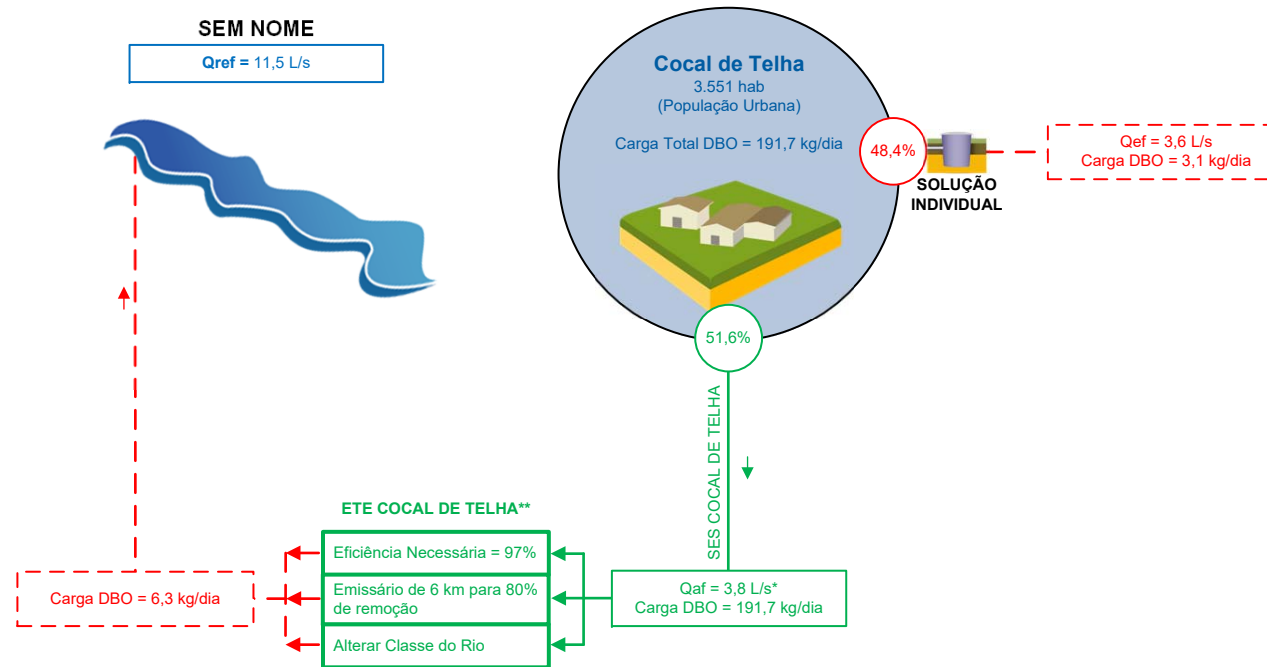 SEM NOME
Qref = 11,5 L/s
Cocal de Telha
3.551 hab
(População Urbana)
Carga Total DBO = 191,7 kg/dia
48,4%
SOLUÇÃO
INDIVIDUAL
Qef = 3,6 L/s
Carga DBO = 3,1 kg/dia
51,6%
SES COCAL DE TELHA
ETE COCAL DE TELHA**
Eficiência Necessária = 97%
Emissário de 6 km para 80%
de remoção
Alterar Classe do Rio
Qaf = 3,8 L/s*
Carga DBO = 191,7 kg/dia
Carga DBO = 6,3 kg/dia